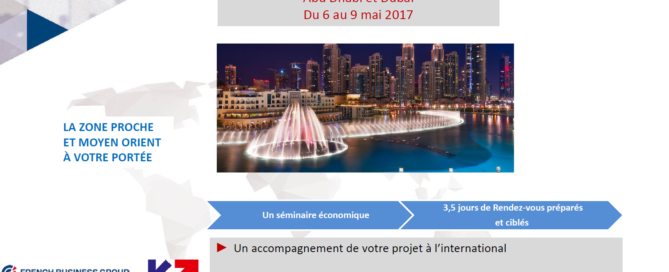 Abu Dhabi et Dubaï
Du 6 au 9 mai 2017
LA ZONE PROCHE
ET MOYEN ORIENT
À VOTRE PORTÉE
Un séminaire économique
3,5 jours de Rendez-vous préparés
et ciblés
Un accompagnement de votre projet à l’international
FRENCH BUSINESS GROUP